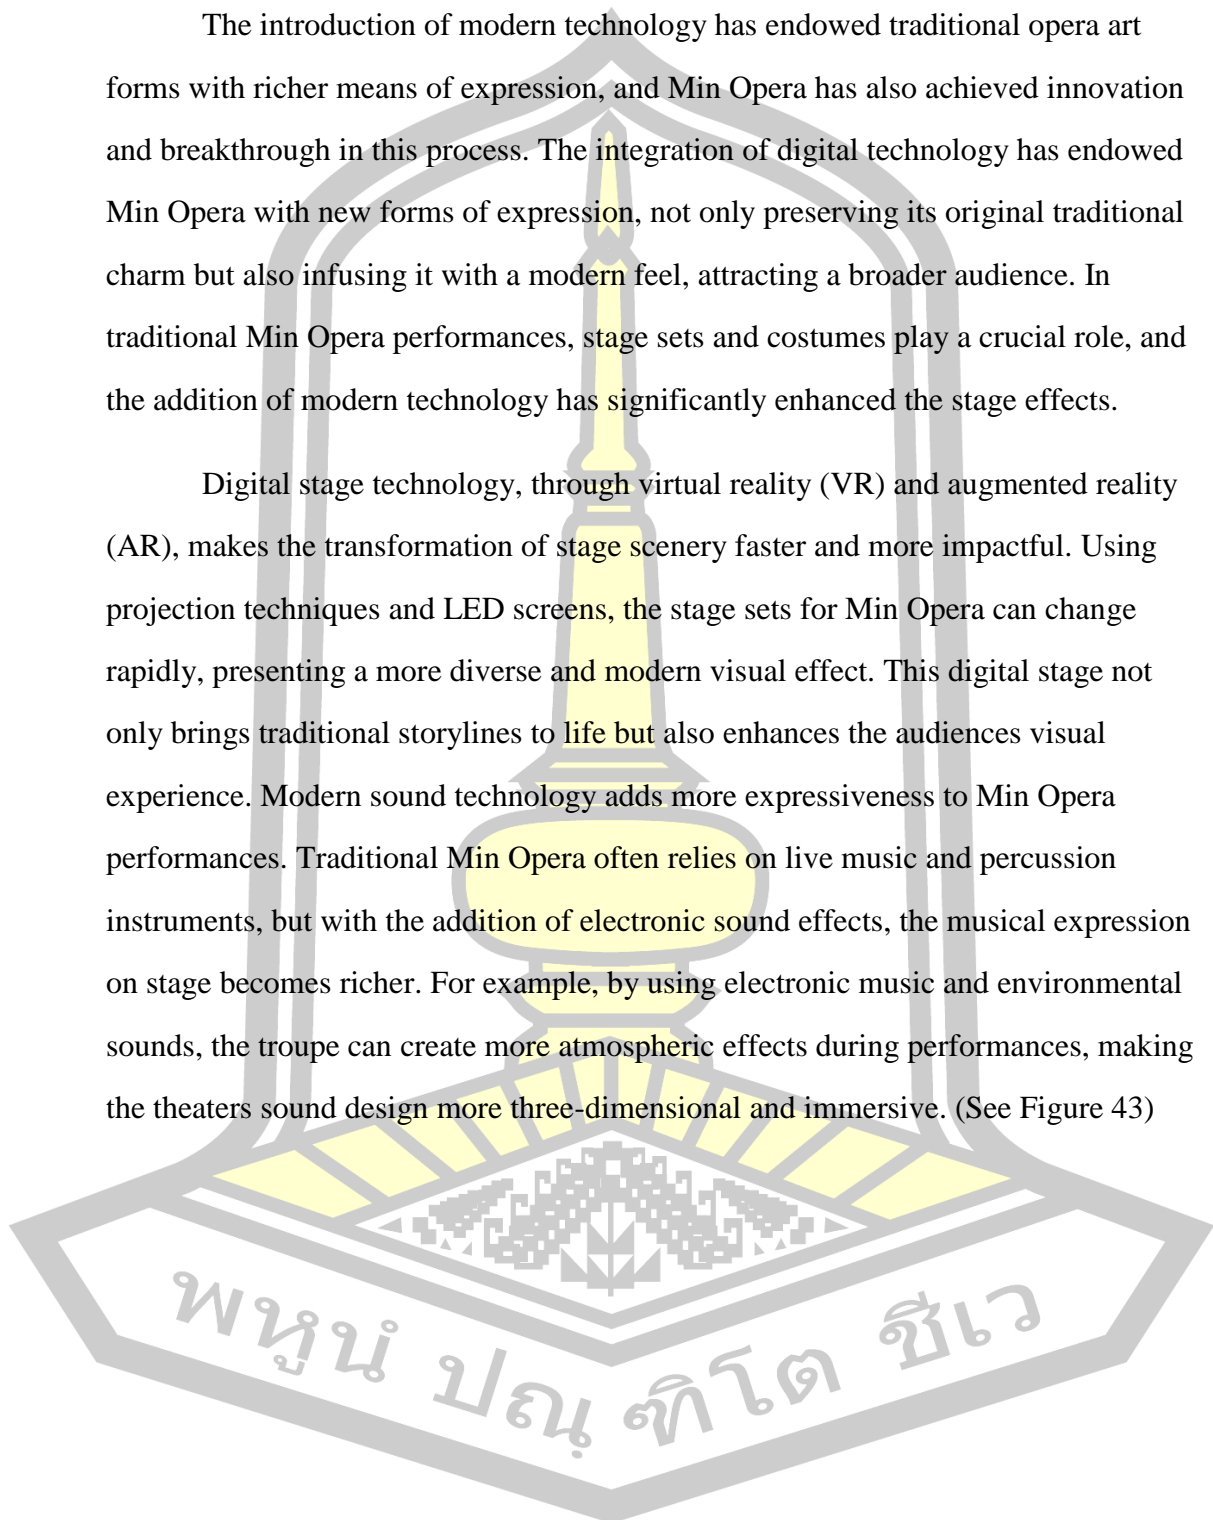 The introduction of modern technology has endowed traditional opera art
forms with richer means of expression, and Min Opera has also achieved innovation
and breakthrough in this process. The integration of digital technology has endowed
Min Opera with new forms of expression, not only preserving its original traditional
charm but also infusing it with a modern feel, attracting a broader audience. In
traditional Min Opera performances, stage sets and costumes play a crucial role, and
the addition of modern technology has significantly enhanced the stage effects.
Digital stage technology, through virtual reality (VR) and augmented reality
(AR), makes the transformation of stage scenery faster and more impactful. Using
projection techniques and LED screens, the stage sets for Min Opera can change
rapidly, presenting a more diverse and modern visual effect. This digital stage not
only brings traditional storylines to life but also enhances the audiences visual
experience. Modern sound technology adds more expressiveness to Min Opera
performances. Traditional Min Opera often relies on live music and percussion
instruments, but with the addition of electronic sound effects, the musical expression
on stage becomes richer. For example, by using electronic music and environmental
sounds, the troupe can create more atmospheric effects during performances, making
the theaters sound design more three-dimensional and immersive. (See Figure 43)
พหูนํ ปณฺฑิโต ชีเว